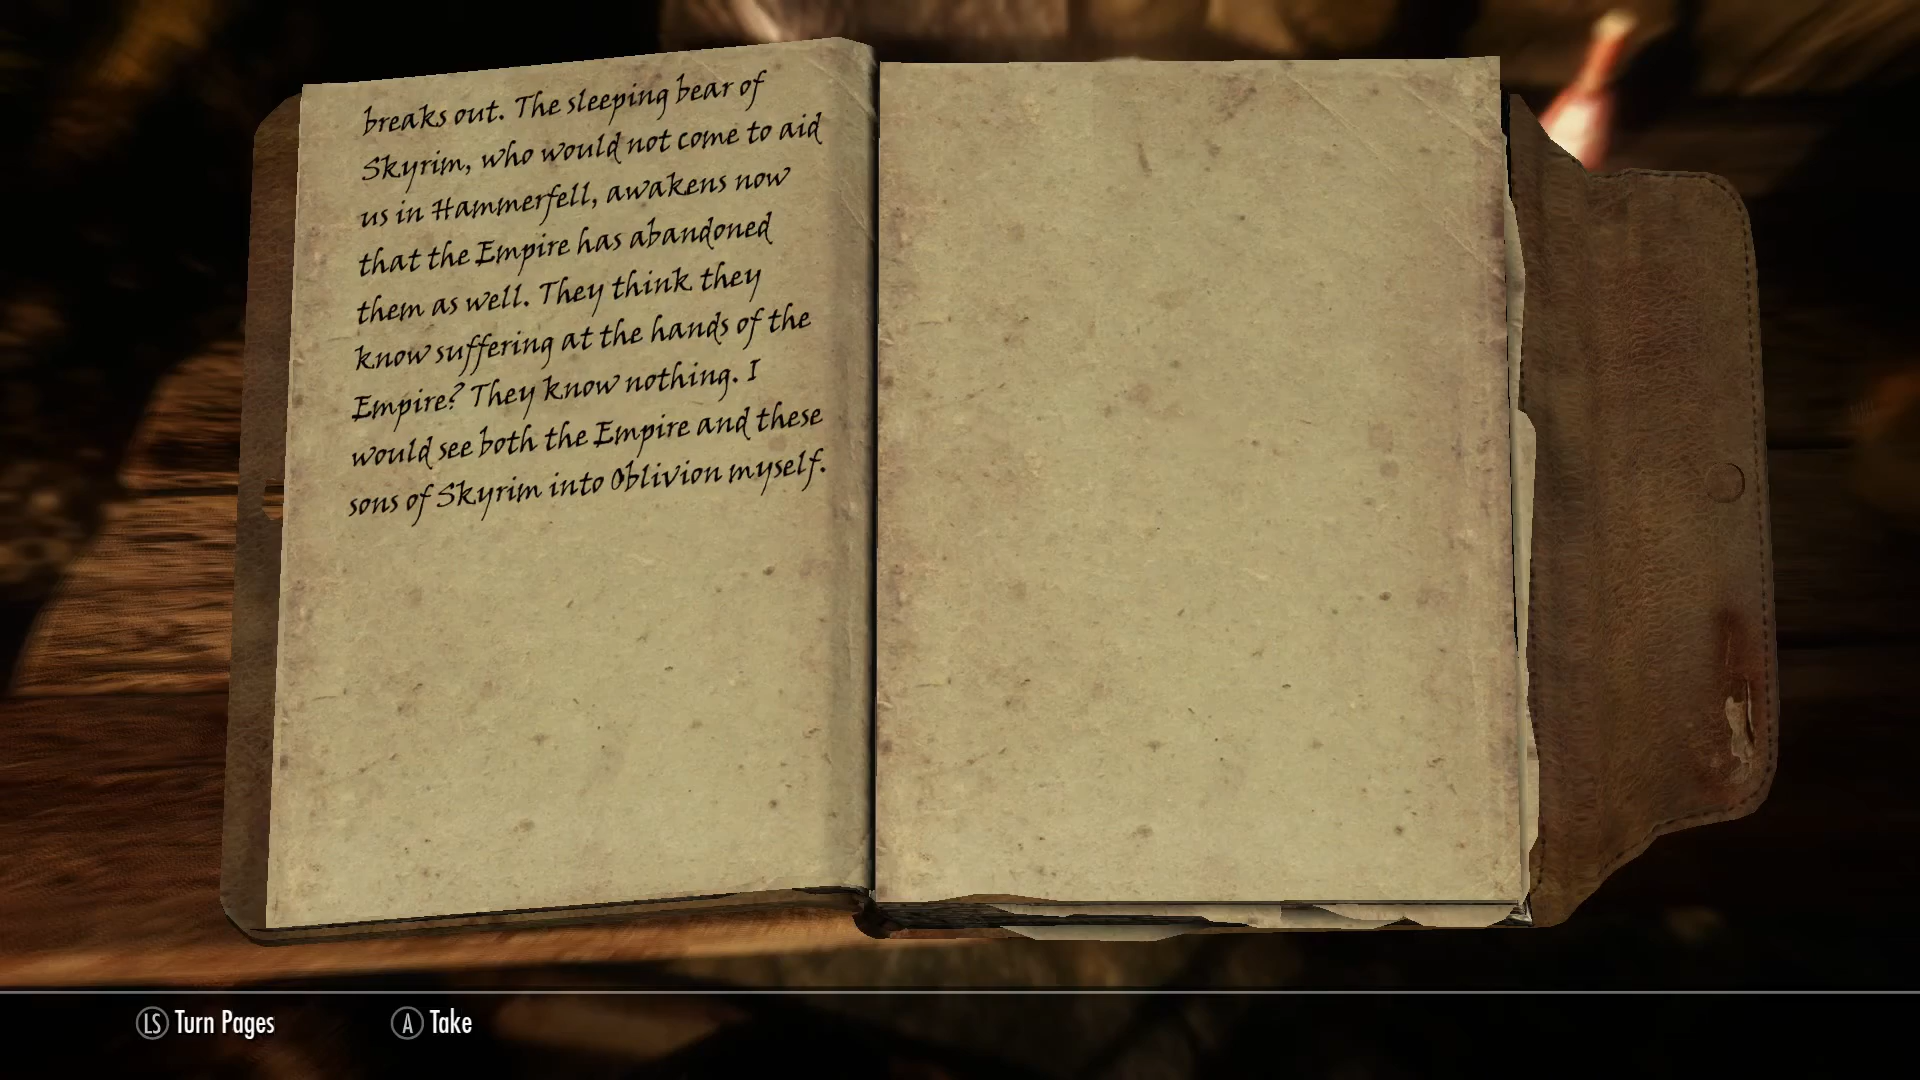 breaks out. The sleeping bear of
Skyrim, who would not come to aid
us in Hammerfell, awakens now
that the Empire has abandoned
them as well. They think they
know suffering at the hands of the
Empire? They know nothing. I
would see both the Empire and these
sons of Skyrim into Oblivion myself.
LS Turn Pages
A Take